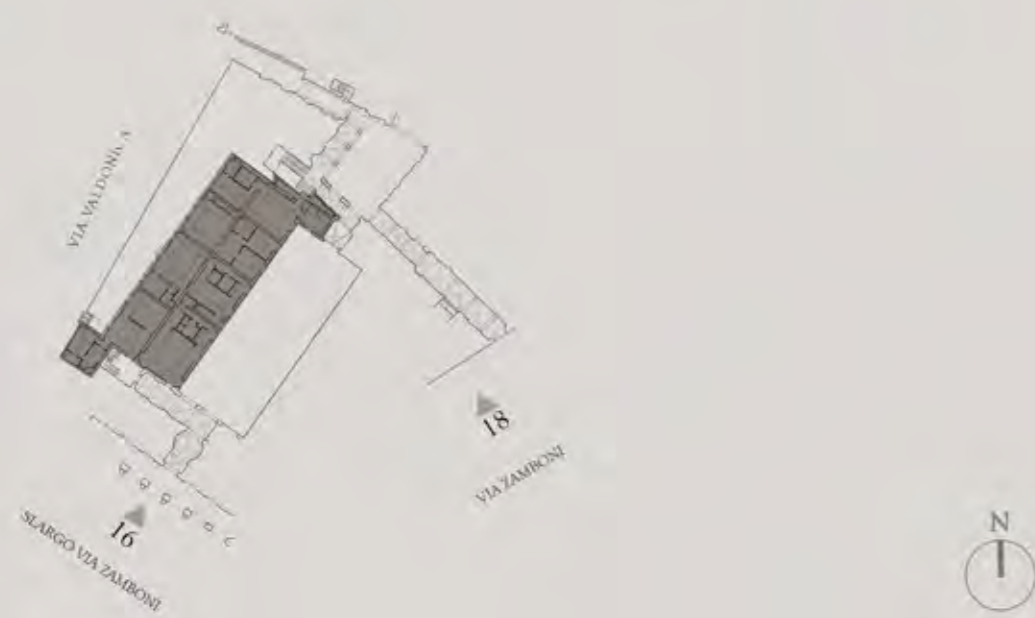 VIA VALDONICA
18
VIA ZAMBONI
16
SLARGO VIA ZAMBONI
N